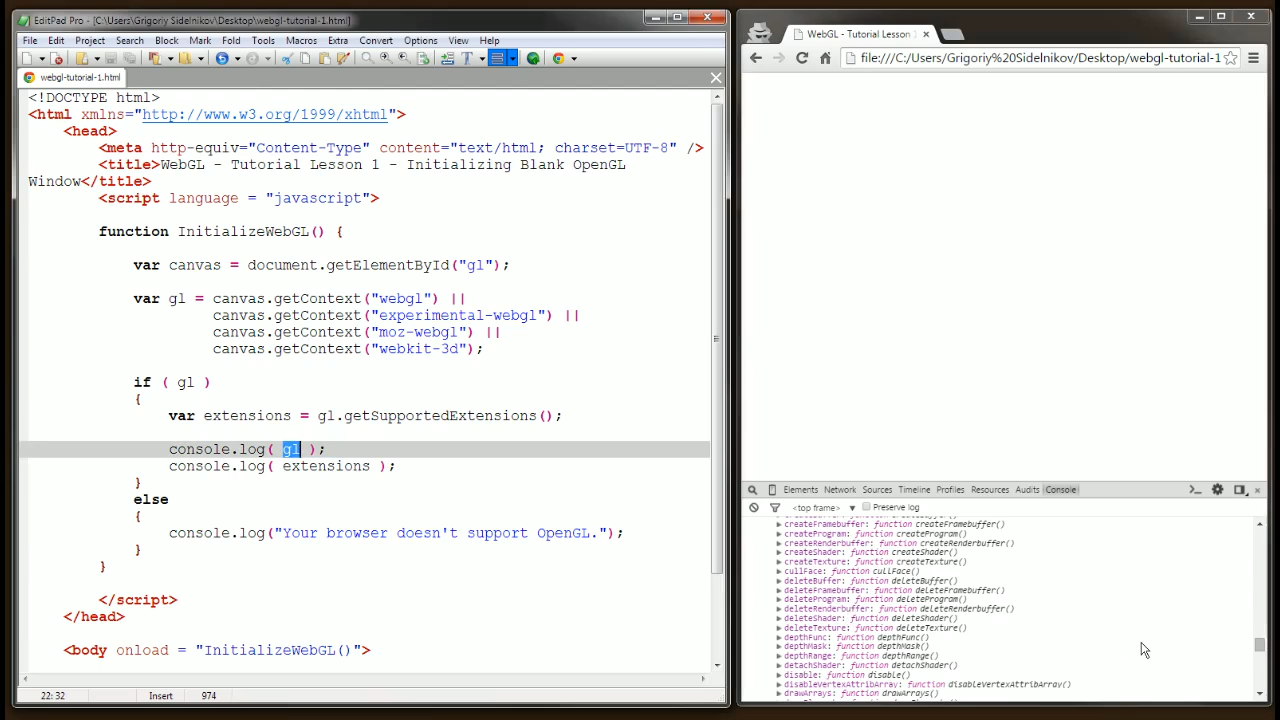 EditPad Pro - [C:\Users\Grigoriy Sidelnikov\Desktop\webgl-tutorial-1.html]
File Edit Project Search Block Mark Fold Tools Macros Extra Convert Options View Help
webgl-tutorial-1.html
<!DOCTYPE html>
<html xmlns="http://www.w3.org/1999/xhtml">
<head>
<meta http-equiv="Content-Type" content="text/html; charset=UTF-8" />
<title>WebGL - Tutorial Lesson 1 - Initializing Blank OpenGL
Window</title>
<script language = "javascript">
function InitializeWebGL() {
var canvas = document.getElementById("gl");
var gl = canvas.getContext("webgl") ||
canvas.getContext("experimental-webgl") ||
canvas.getContext("moz-webgl") ||
canvas.getContext("webkit-3d");
if ( gl )
{
var extensions = gl.getSupportedExtensions();
console.log( gl );
console.log( extensions );
}
else
{
console.log("Your browser doesn't support OpenGL.");
}
}
</script>
</head>
<body onload = "InitializeWebGL()">
22: 32 Insert 974
WebGL - Tutorial Lesson 1
file:///C:/Users/Grigoriy%20Sidelnikov/Desktop/webgl-tutorial-1
Elements Network Sources Timeline Profiles Resources Audits Console
<top frame> Preserve log
createFramebuffer: function createFramebuffer()
createProgram: function createProgram()
createRenderbuffer: function createRenderbuffer()
createShader: function createShader()
createTexture: function createTexture()
cullFace: function cullFace()
deleteBuffer: function deleteBuffer()
deleteFramebuffer: function deleteFramebuffer()
deleteProgram: function deleteProgram()
deleteRenderbuffer: function deleteRenderbuffer()
deleteShader: function deleteShader()
deleteTexture: function deleteTexture()
depthFunc: function depthFunc()
depthMask: function depthMask()
depthRange: function depthRange()
detachShader: function detachShader()
disable: function disable()
disableVertexAttribArray: function disableVertexAttribArray()
drawArrays: function drawArrays()